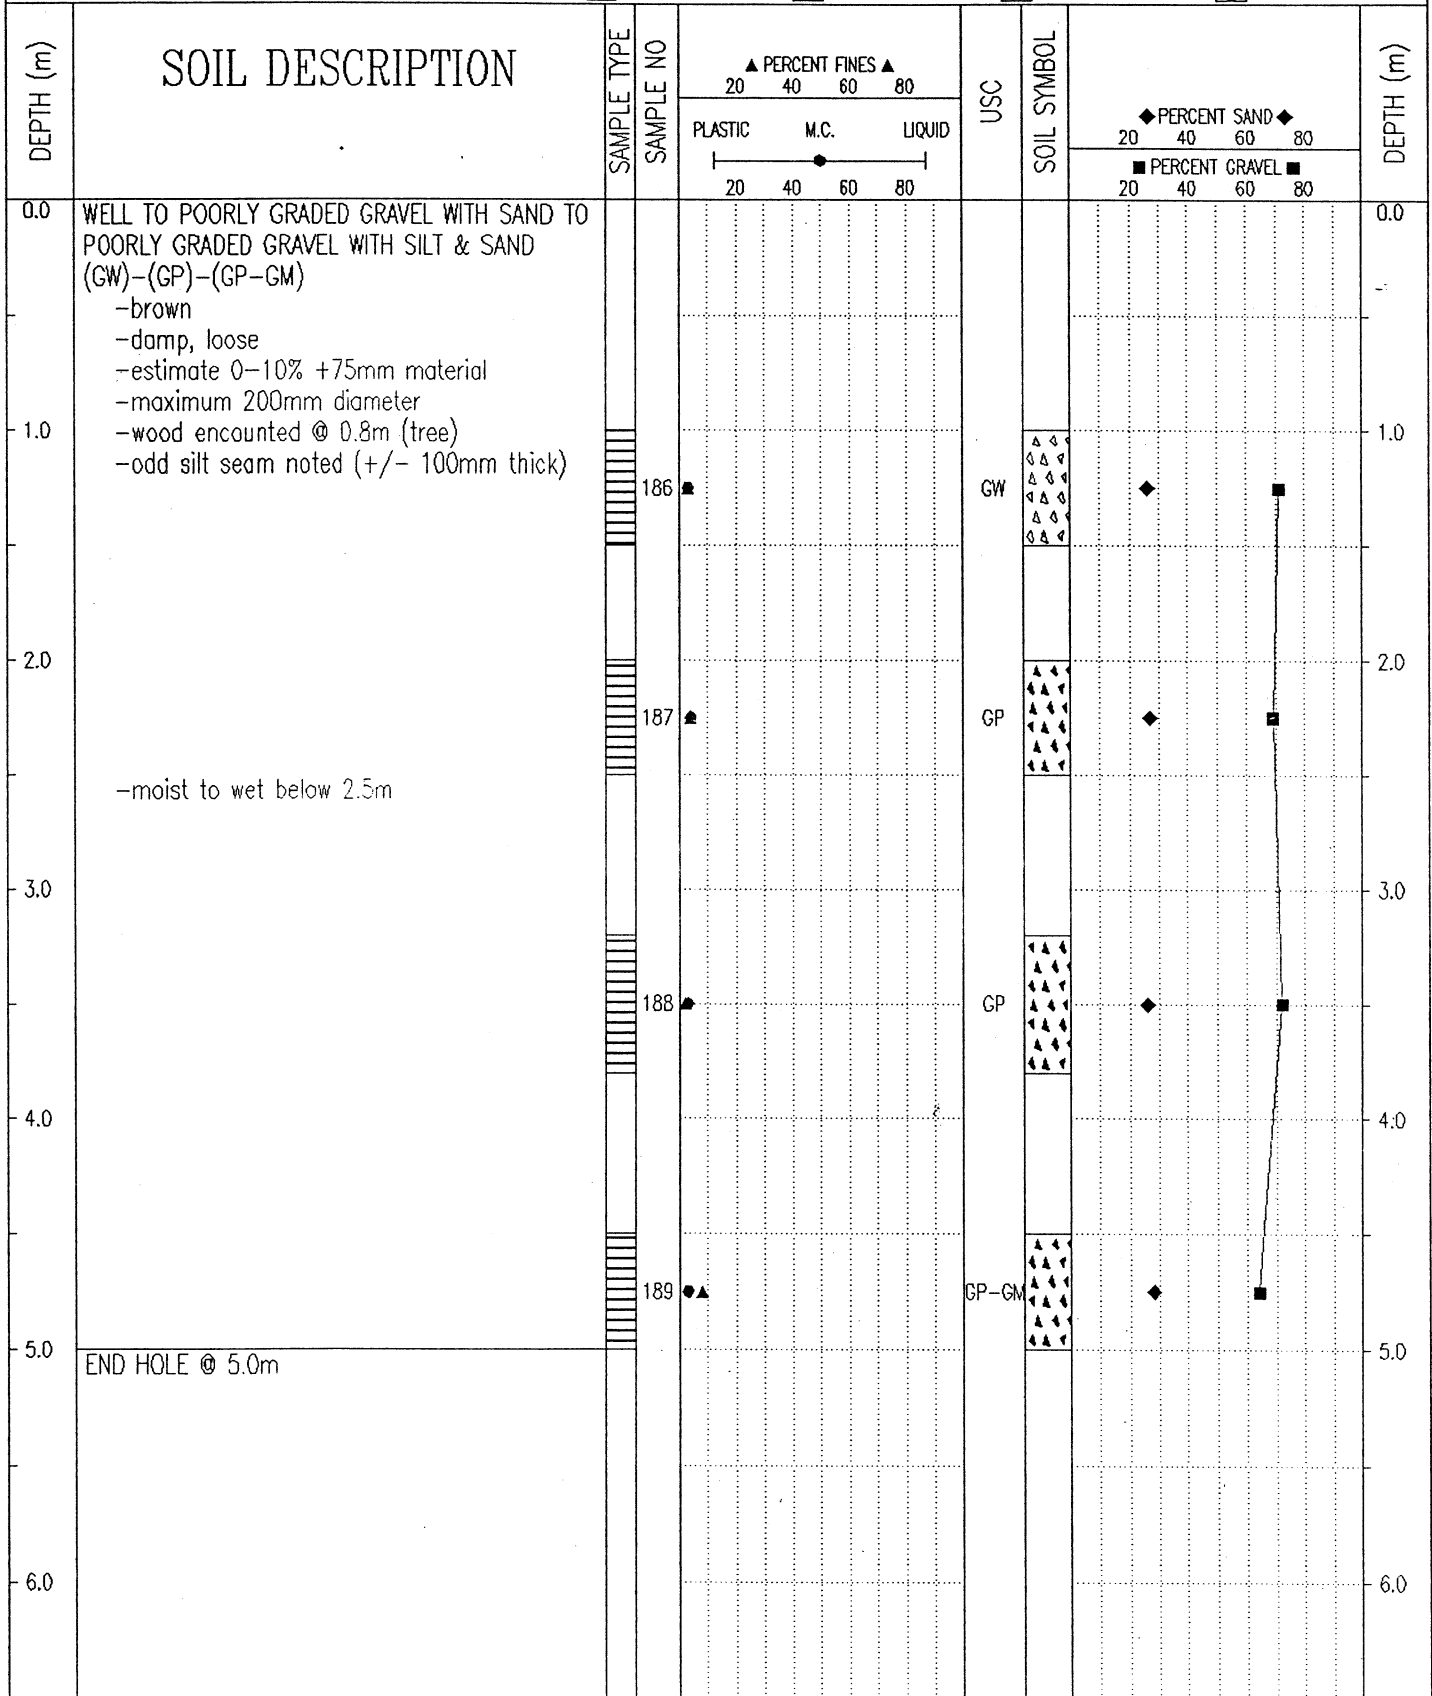 DEPTH (m)
SOIL DESCRIPTION
SAMPLE TYPE
SAMPLE NO
▲ PERCENT FINES ▲
20 40 60 80
PLASTIC M.C. LIQUID
20 40 60 80
USC
SOIL SYMBOL
◆PERCENT SAND◆
20 40 60 80
■ PERCENT GRAVEL■
20 40 60 80
DEPTH (m)
0.0
WELL TO POORLY GRADED GRAVEL WITH SAND TO
POORLY GRADED GRAVEL WITH SILT & SAND
(GW)-(GP)-(GP-GM)
-brown
-damp, loose
-estimate 0-10% +75mm material
-maximum 200mm diameter
-wood encounted @ 0.8m (tree)
-odd silt seam noted (+/- 100mm thick)
0.0
1.0
1.0
186 GW
2.0
2.0
187 GP
-moist to wet below 2.5m
3.0
3.0
188 GP
4.0
4.0
189 GP-GM
5.0
END HOLE @ 5.0m
5.0
6.0
6.0